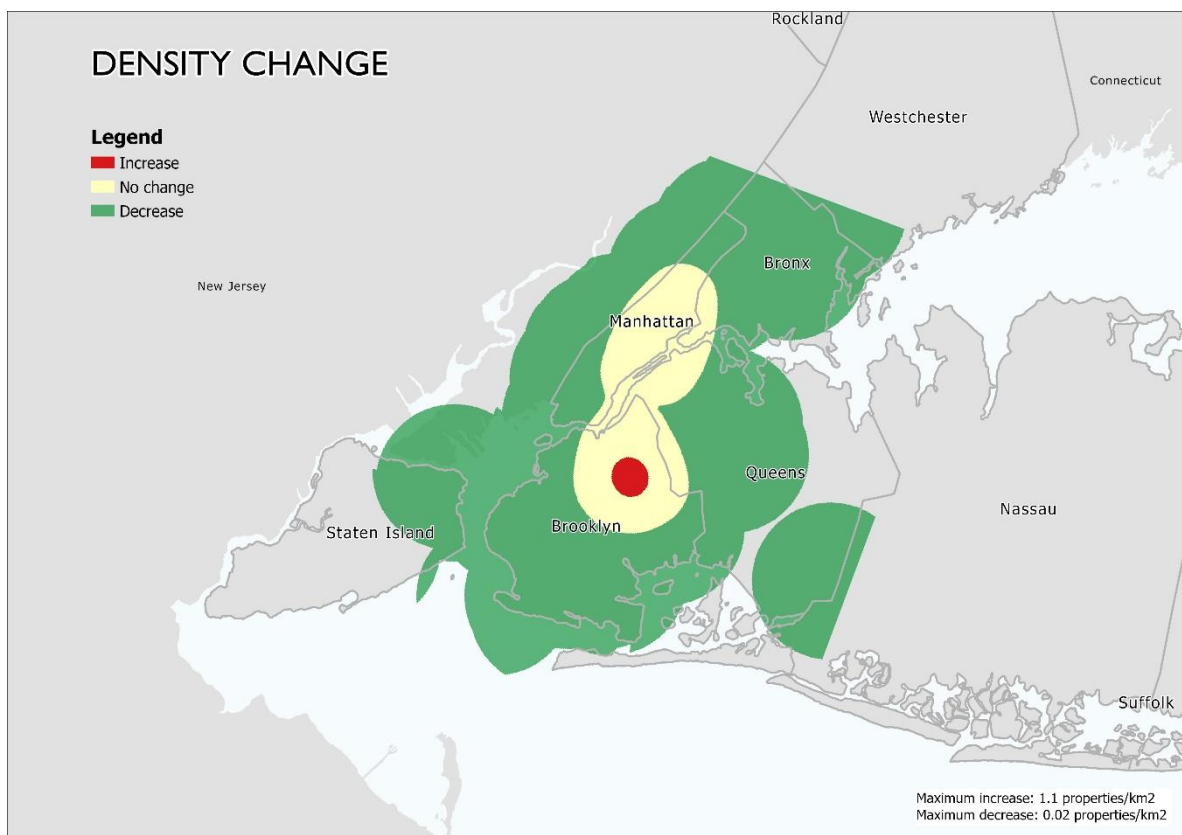 Rockland
DENSITY CHANGE
Connecticut
Westchester
Legend
Increase
No change
Decrease
Bronx
New Jersey
Manhattan
Queens
Nassau
Brooklyn
Staten Island
Suffolk
Maximum increase: 1.1 properties/km2
Maximum decrease: 0.02 properties/km2